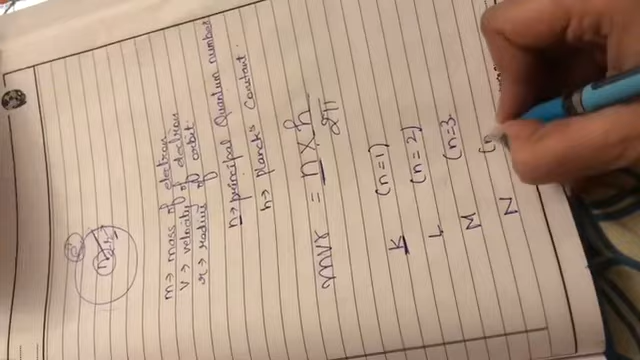 m → mass of electron
v → velocity of electron
r → radius of orbit
n → principal Quantum number
h → Planck's Constant.
mvr = n × h / 2π
K (n=1)
L (n=2)
M (n=3
N (n